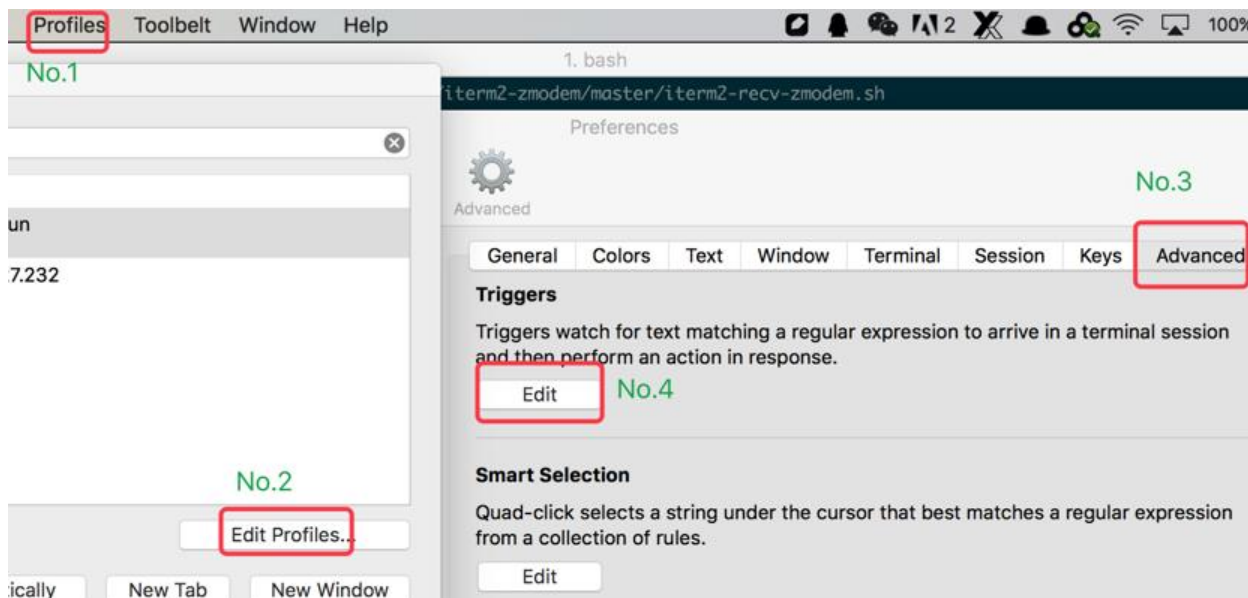 Profiles Toolbelt Window Help 2 100%
No.1
1. bash
/iterm2-zmodem/master/iterm2-recv-zmodem.sh
Preferences
No.3
Advanced
un
General Colors Text Window Terminal Session Keys Advanced
7.232
Triggers
Triggers watch for text matching a regular expression to arrive in a terminal session
and then perform an action in response.
Edit No.4
Smart Selection
No.2
Quad-click selects a string under the cursor that best matches a regular expression
from a collection of rules.
Edit Profiles...
Edit
ically New Tab New Window